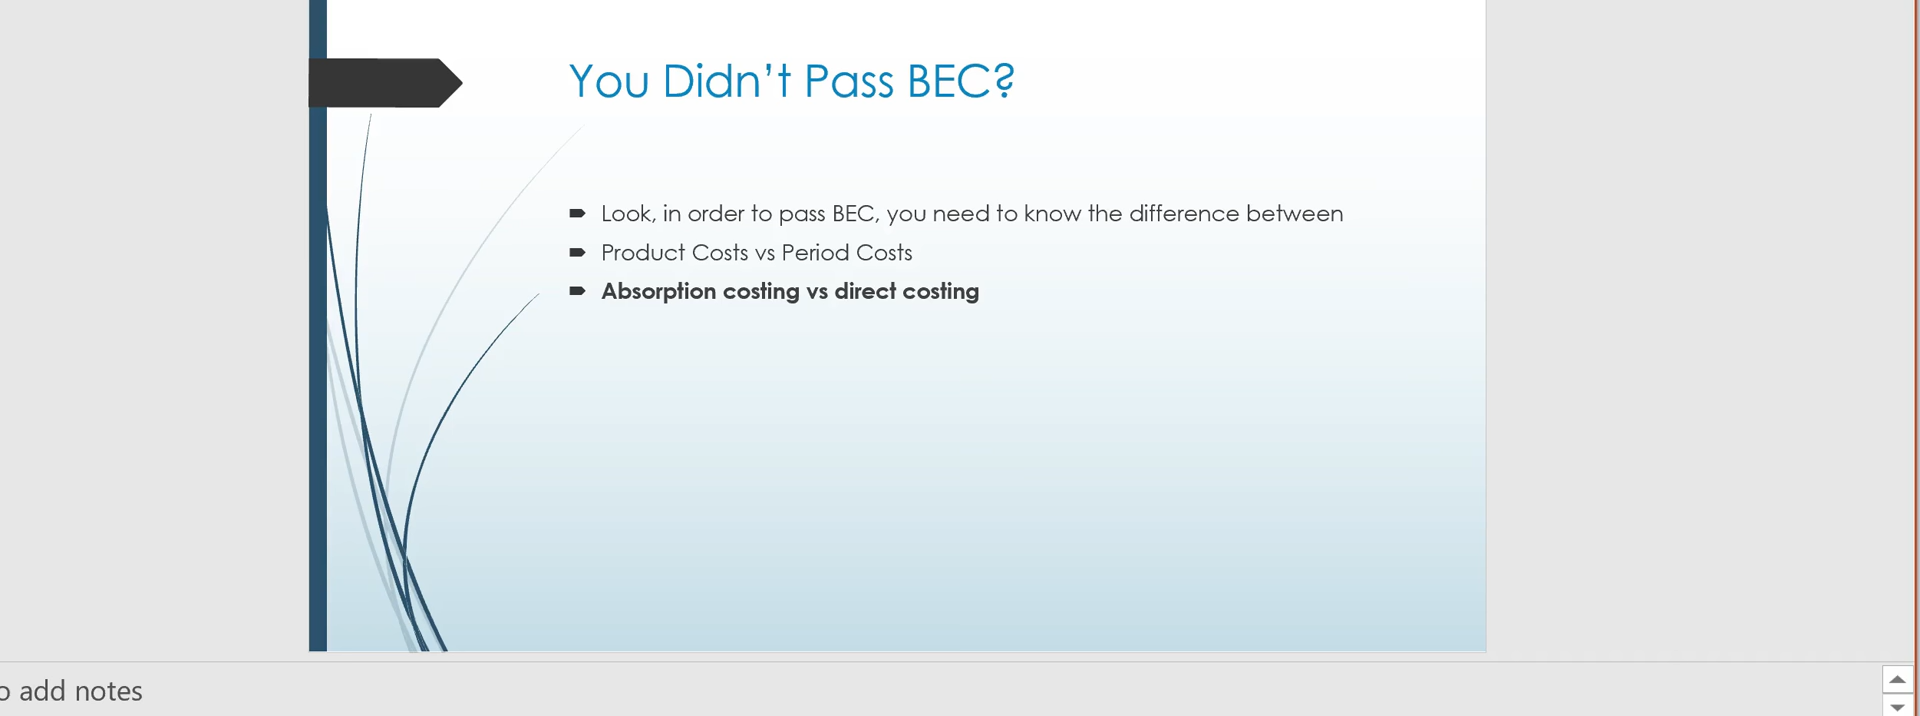 You Didn’t Pass BEC?
Look, in order to pass BEC, you need to know the difference between
Product Costs vs Period Costs
Absorption costing vs direct costing
o add notes